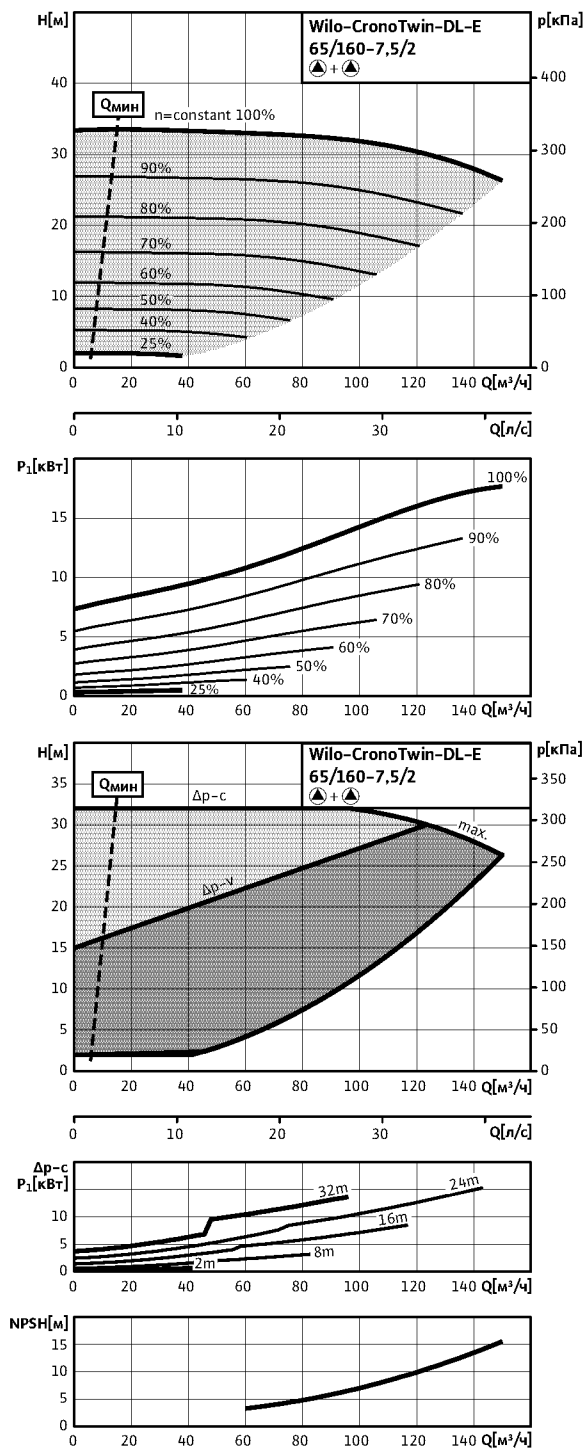 H[м]
p[кПа]
Wilo-CronoTwin-DL-E
65/160-7,5/2
+
40
400
Qмин
n=constant 100%
30
300
90%
20
80%
200
70%
60%
10
50%
100
40%
25%
0
0
0 20 40 60 80 100 120 140 Q[м³/ч]
0 10 20 30 Q[л/с]
P₁[кВт]
100%
15
90%
10
80%
70%
5
60%
50%
40%
25%
0
0 20 40 60 80 100 120 140 Q[м³/ч]
H[м]
p[кПа]
Wilo-CronoTwin-DL-E
65/160-7,5/2
+
35
350
Qмин
Δp-c
30
300
max.
25
250
Δp-v
20
200
15
150
10
100
5
50
0
0
0 20 40 60 80 100 120 140 Q[м³/ч]
0 10 20 30 Q[л/с]
Δp-c
P₁[кВт]
32m
24m
10
16m
5
8m
2m
0
0 20 40 60 80 100 120 140 Q[м³/ч]
NPSH[м]
15
10
5
0
0 20 40 60 80 100 120 140 Q[м³/ч]